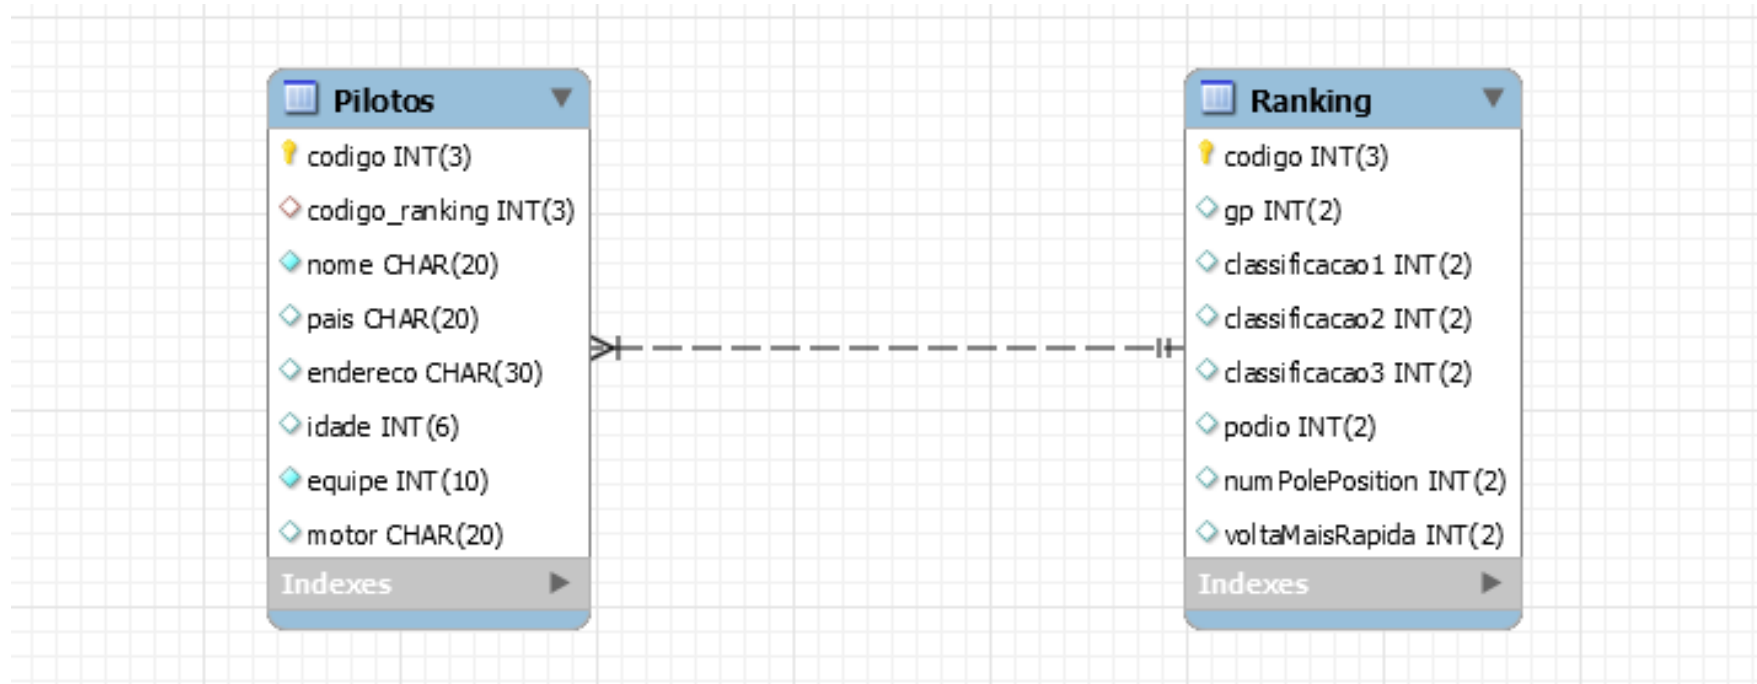 Pilotos
codigo INT(3)
codigo_ranking INT(3)
nome CHAR(20)
pais CHAR(20)
endereco CHAR(30)
idade INT(6)
equipe INT(10)
motor CHAR(20)
Indexes
Ranking
codigo INT(3)
gp INT(2)
classificacao1 INT(2)
classificacao2 INT(2)
classificacao3 INT(2)
podio INT(2)
numPolePosition INT(2)
voltaMaisRapida INT(2)
Indexes